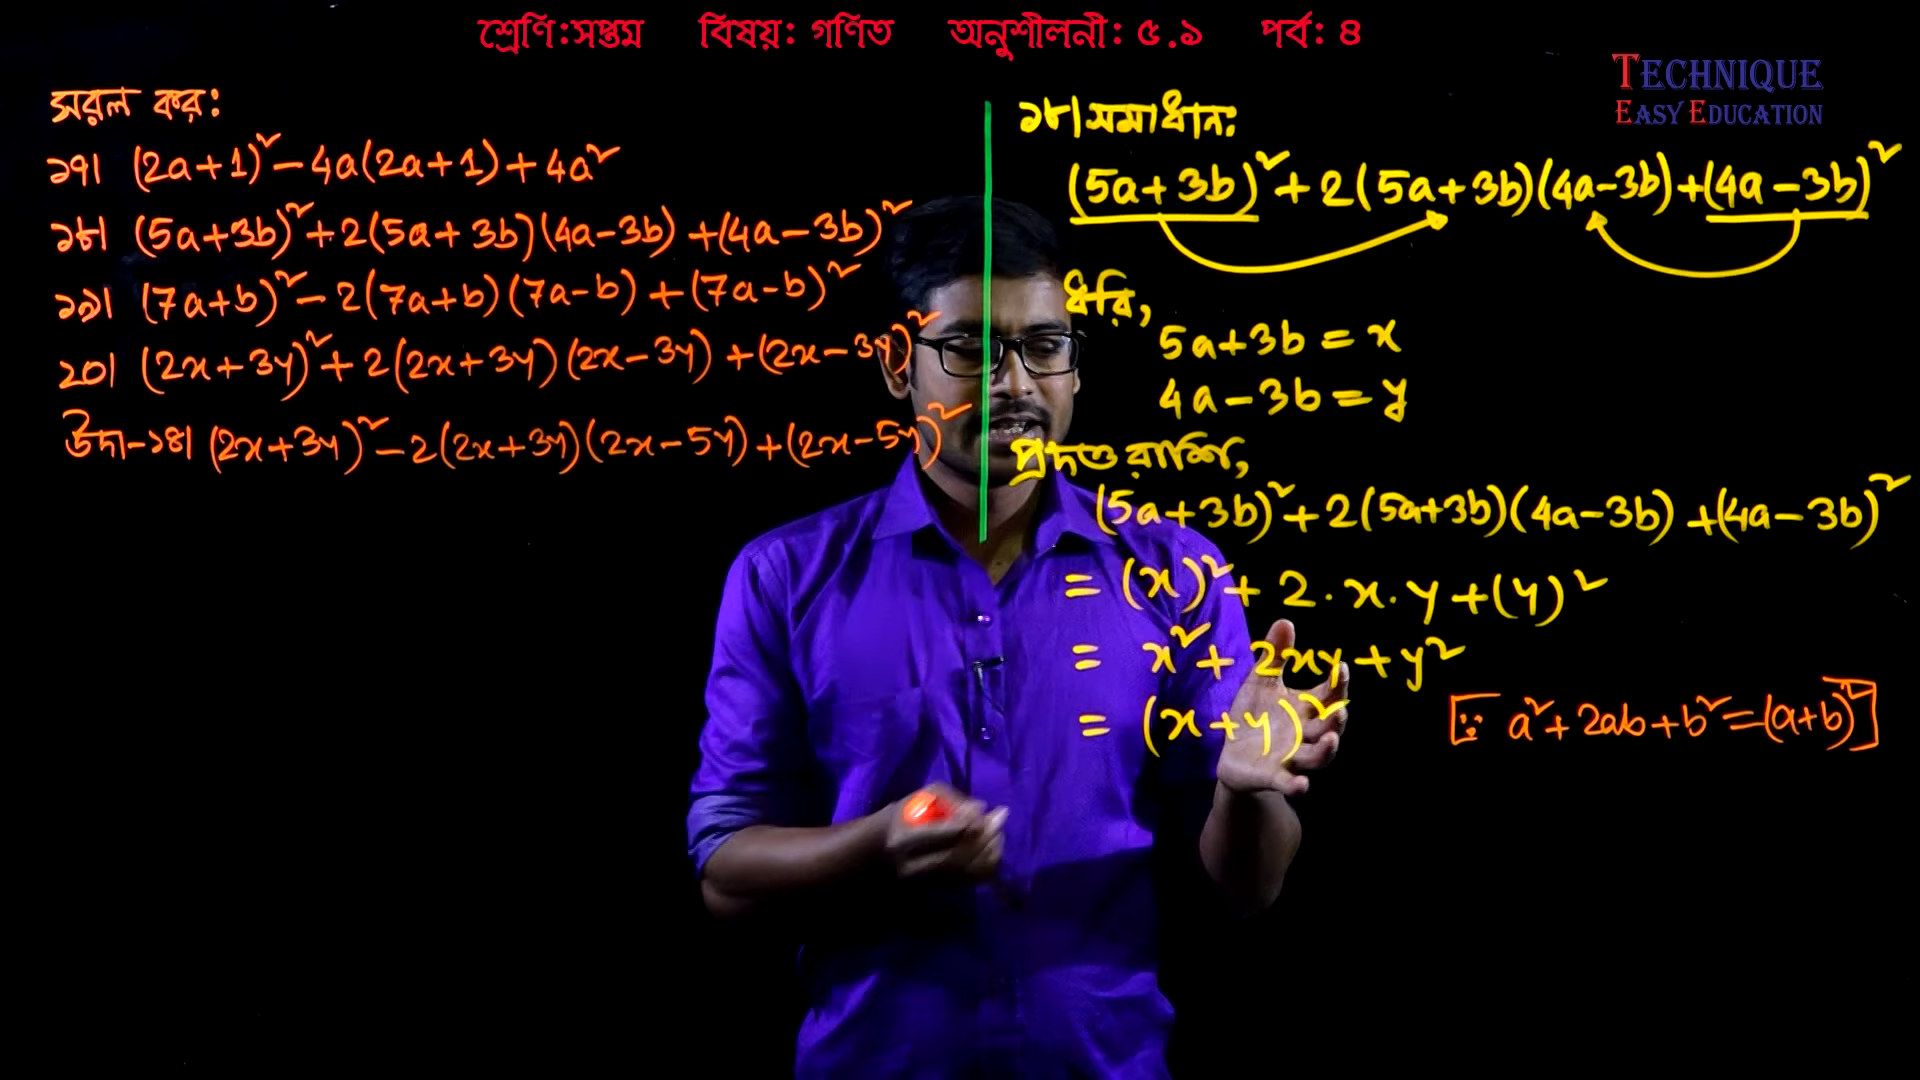 শ্রেণি:সপ্তম বিষয়: গণিত অনুশীলনী: ৫.১ পর্ব: ৪
TECHNIQUE
EASY EDUCATION
সরল কর:
১৭। (2a+1)² – 4a(2a+1) + 4a²
১৮। (5a+3b)² + 2(5a+3b)(4a-3b) + (4a-3b)²
১৯। (7a+b)² – 2(7a+b)(7a-b) + (7a-b)²
২০। (2x+3y)² + 2(2x+3y)(2x-3y) + (2x-3y)²
উদা-১৪। (2x+3y)² – 2(2x+3y)(2x-5y) + (2x-5y)²
১৮। সমাধান:
(5a+3b)² + 2(5a+3b)(4a-3b) + (4a-3b)²
ধরি,
5a+3b = x
4a-3b = y
প্রদত্ত রাশি,
(5a+3b)² + 2(5a+3b)(4a-3b) + (4a-3b)²
= (x)² + 2·x·y + (y)²
= x² + 2xy + y²
= (x+y)² [∵ a²+2ab+b²=(a+b)²]